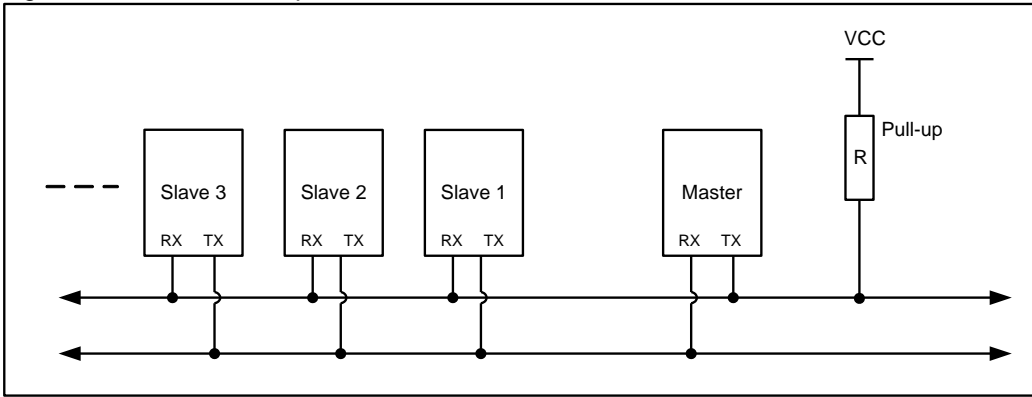 VCC
Pull-up
R
Slave 3
Slave 2
Slave 1
Master
RX TX
RX TX
RX TX
RX TX